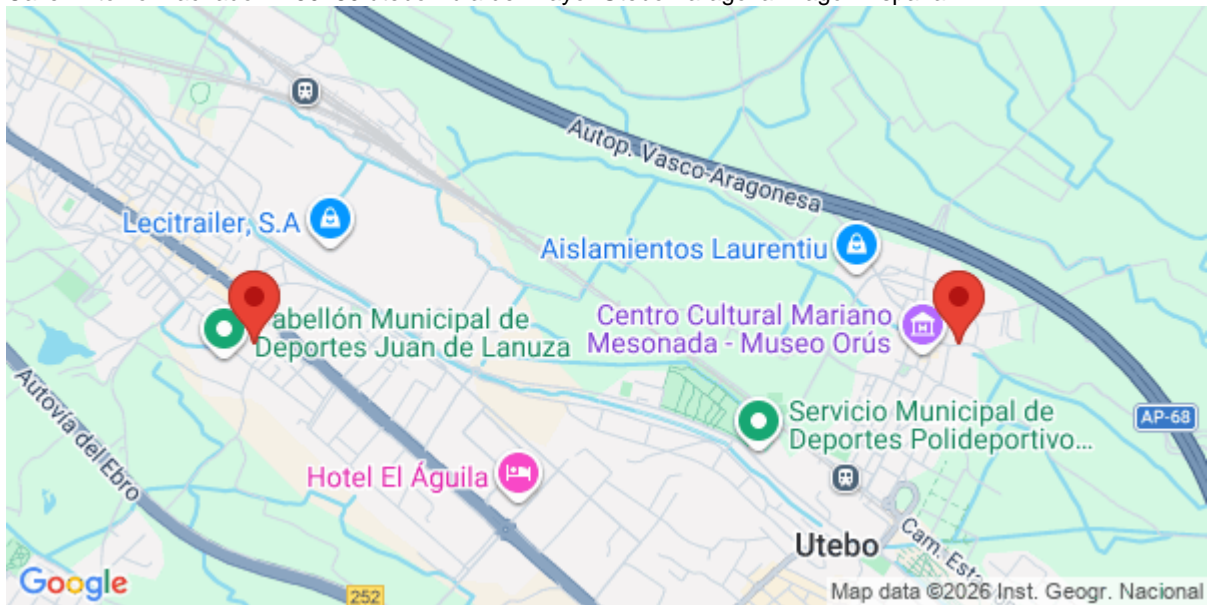 Autop. Vasco-Aragonesa
Lecitrailer, S.A
Aislamientos Laurentiu
Pabellón Municipal de
Deportes Juan de Lanuza
Centro Cultural Mariano
Mesonada - Museo Orús
Autovía del Ebro
Servicio Municipal de
Deportes Polideportivo...
AP-68
Hotel El Águila
Utebo
Cam. Esta
Google
252
Map data ©2026 Inst. Geogr. Nacional